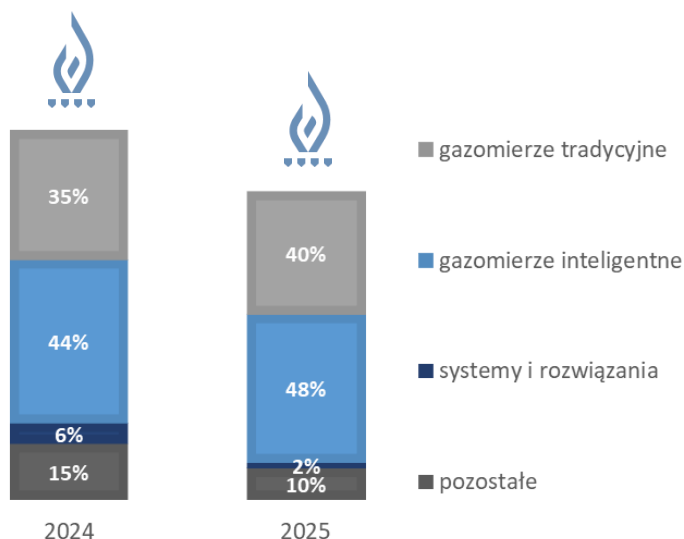 35%
44%
6%
15%
2024
40%
48%
2%
10%
2025
gazomierze tradycyjne
gazomierze inteligentne
systemy i rozwiązania
pozostałe